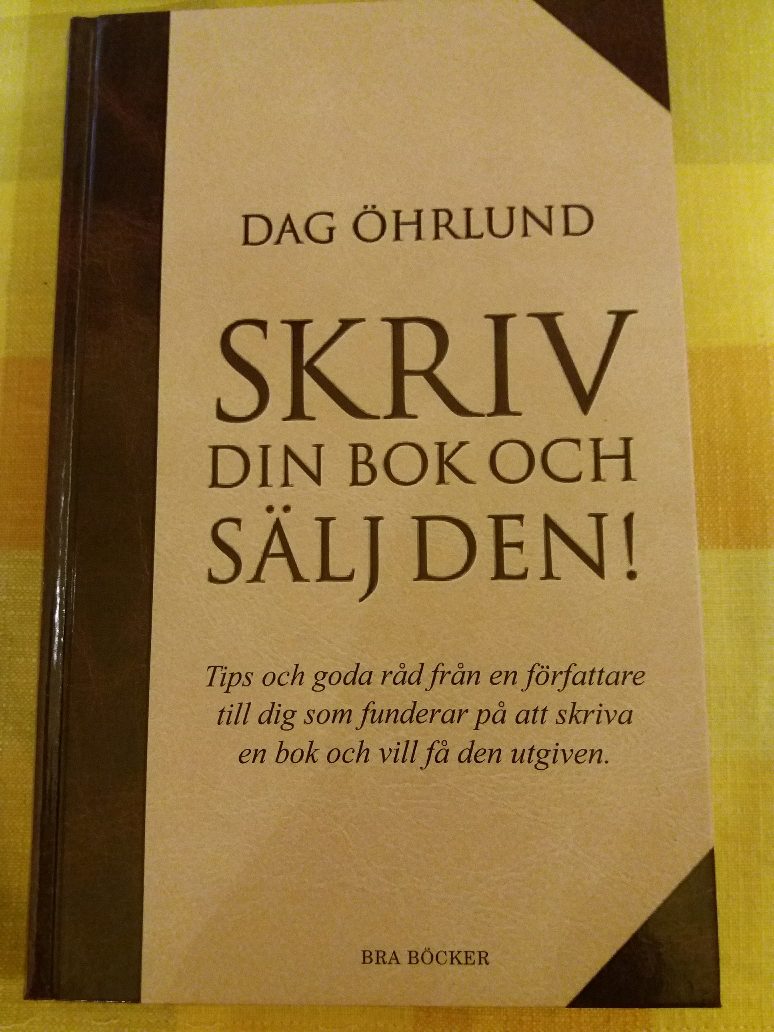 DAG ÖHRLUND
SKRIV
DIN BOK OCH
SÄLJ DEN!
Tips och goda råd från en författare
till dig som funderar på att skriva
en bok och vill få den utgiven.
BRA BÖCKER